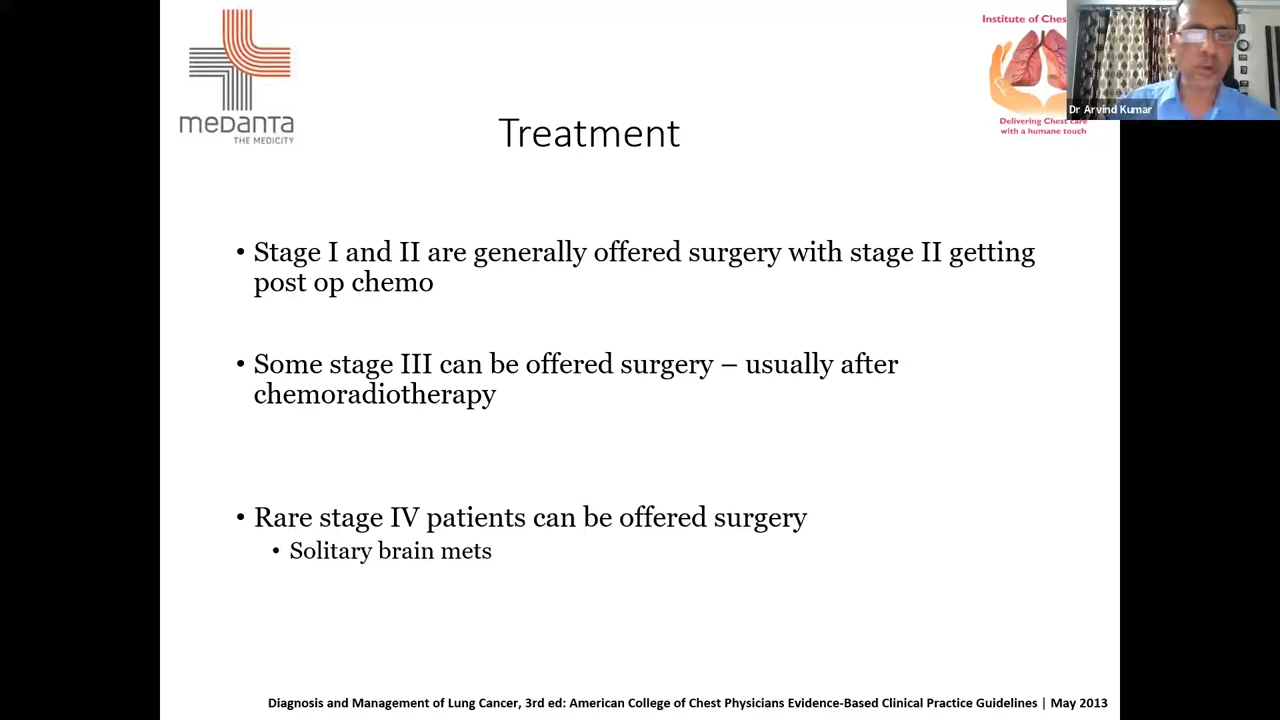 medanta
THE MEDICITY
Institute of Ches
Delivering Chest care
with a humane touch
Dr Arvind Kumar
Treatment
• Stage I and II are generally offered surgery with stage II getting
post op chemo
• Some stage III can be offered surgery – usually after
chemoradiotherapy
• Rare stage IV patients can be offered surgery
• Solitary brain mets
Diagnosis and Management of Lung Cancer, 3rd ed: American College of Chest Physicians Evidence-Based Clinical Practice Guidelines | May 2013